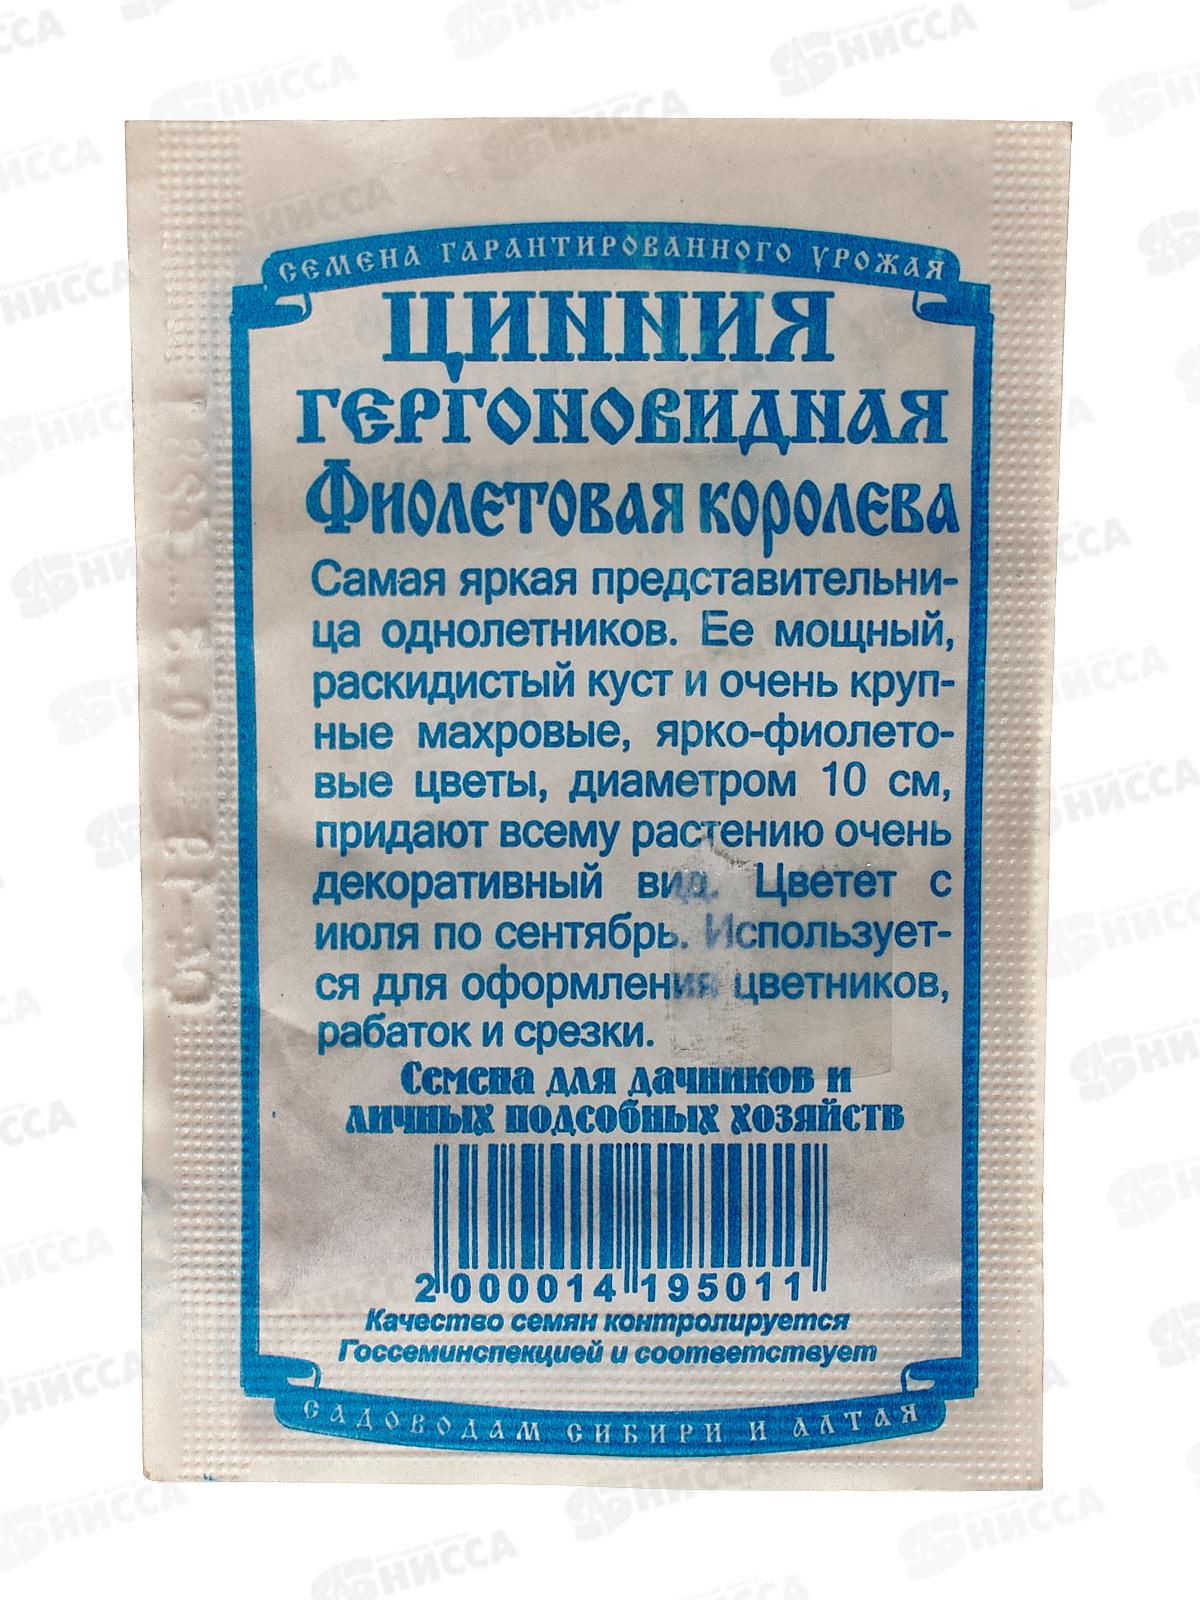 СЕМЕНА ГАРАНТИРОВАННОГО УРОЖАЯ
ЦИННИЯ
ГЕРГОНОВИДНАЯ
Фиолетовая королева
Самая яркая представительни-
ца однолетников. Ее мощный,
раскидистый куст и очень круп-
ные махровые, ярко-фиолето-
вые цветы, диаметром 10 см,
придают всему растению очень
декоративный вид. Цветет с
июля по сентябрь. Используёт-
ся для оформления цветников,
рабаток и срезки.
Семена для дачников и
личных подсобных хозяйств
2 000014 195011
Качество семян контролируется
Госсеминспекцией и соответствует
САДОВОДАМ СИБИРИ И АЛТАЯ
НИССА